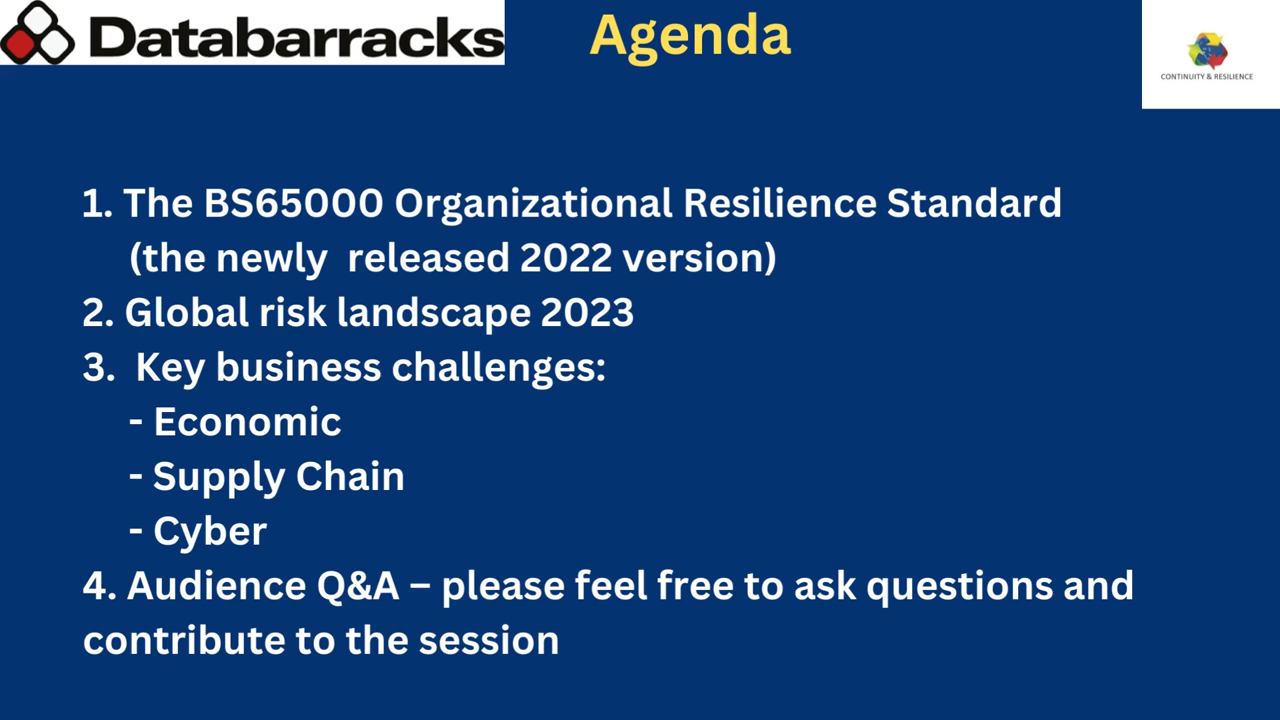 Databarracks
Agenda
CONTINUITY & RESILIENCE
1. The BS65000 Organizational Resilience Standard
(the newly released 2022 version)
2. Global risk landscape 2023
3. Key business challenges:
- Economic
- Supply Chain
- Cyber
4. Audience Q&A – please feel free to ask questions and
contribute to the session